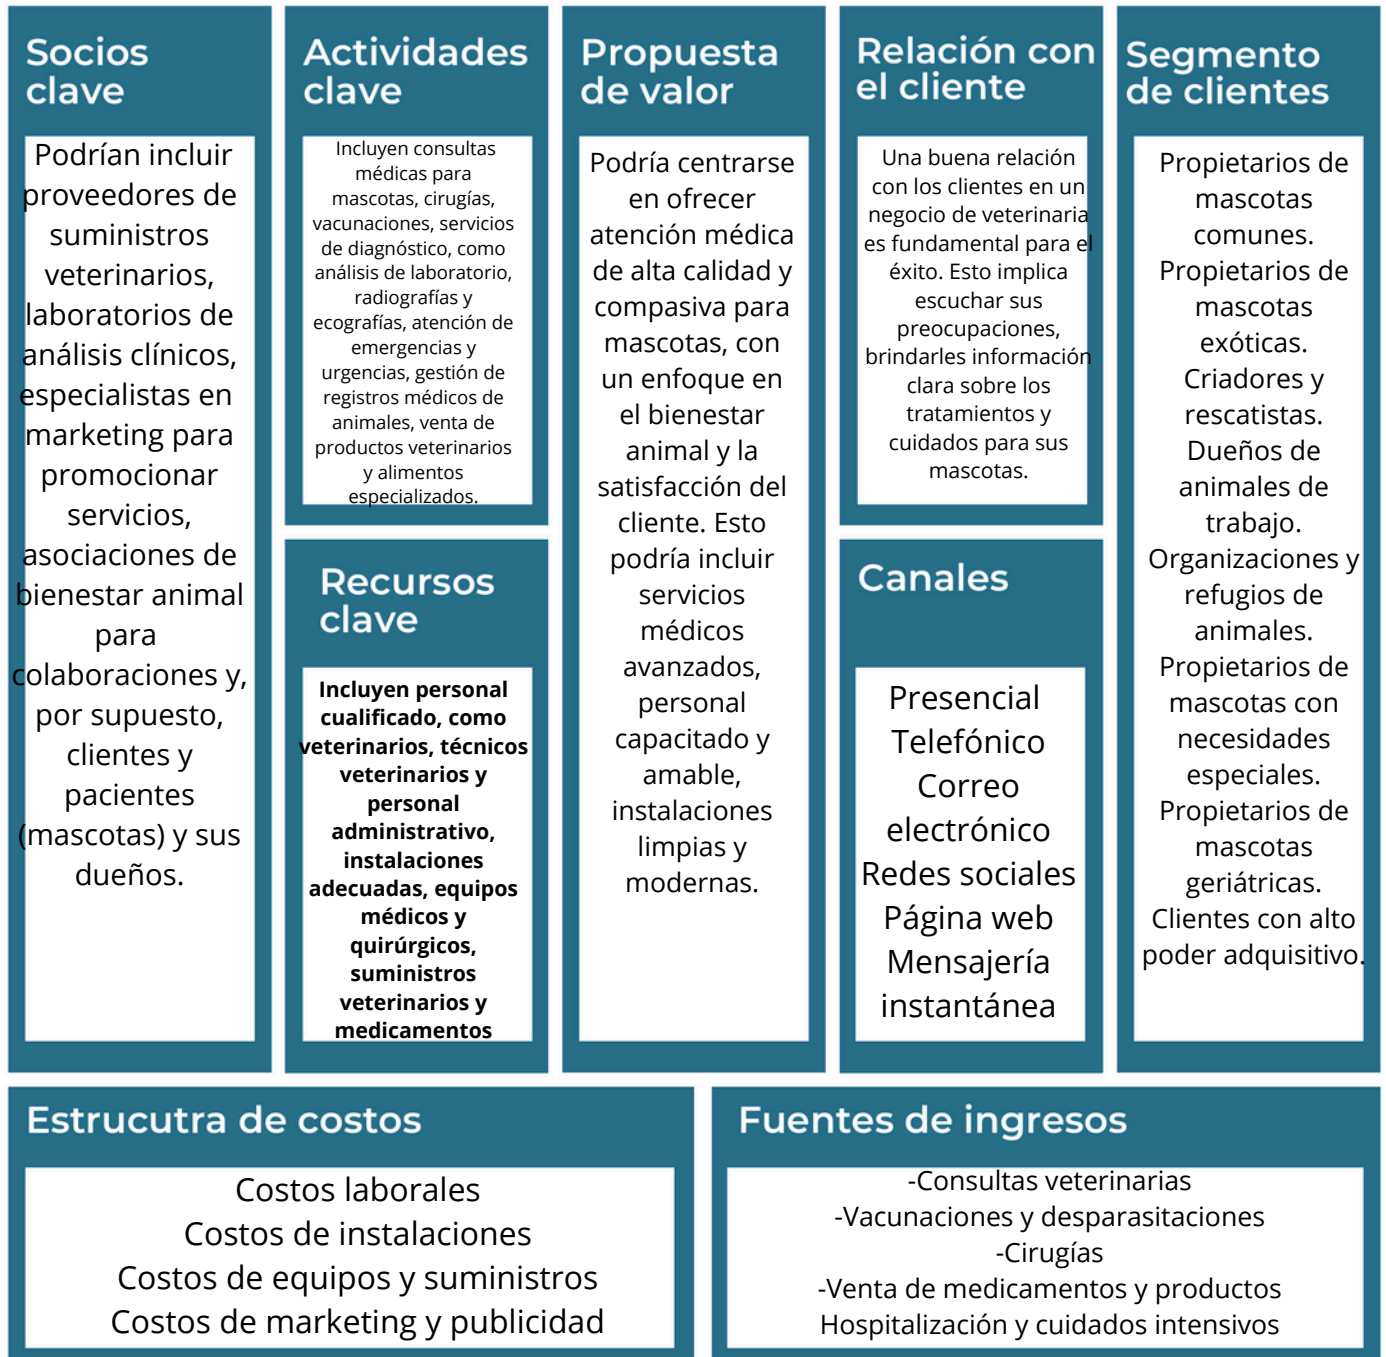 Socios
clave
Podrían incluir
proveedores de
suministros
veterinarios,
laboratorios de
análisis clínicos,
especialistas en
marketing para
promocionar
servicios,
asociaciones de
bienestar animal
para
colaboraciones y,
por supuesto,
clientes y
pacientes
(mascotas) y sus
dueños.
Actividades
clave
Incluyen consultas
médicas para
mascotas, cirugías,
vacunaciones, servicios
de diagnóstico, como
análisis de laboratorio,
radiografías y
ecografías, atención de
emergencias y
urgencias, gestión de
registros médicos de
animales, venta de
productos veterinarios
y alimentos
especializados.
Recursos
clave
Incluyen personal
cualificado, como
veterinarios, técnicos
veterinarios y
personal
administrativo,
instalaciones
adecuadas, equipos
médicos y
quirúrgicos,
suministros
veterinarios y
medicamentos
Propuesta
de valor
Podría centrarse
en ofrecer
atención médica
de alta calidad y
compasiva para
mascotas, con
un enfoque en
el bienestar
animal y la
satisfacción del
cliente. Esto
podría incluir
servicios
médicos
avanzados,
personal
capacitado y
amable,
instalaciones
limpias y
modernas.
Relación con
el cliente
Una buena relación
con los clientes en un
negocio de veterinaria
es fundamental para el
éxito. Esto implica
escuchar sus
preocupaciones,
brindarles información
clara sobre los
tratamientos y
cuidados para sus
mascotas.
Canales
Presencial
Telefónico
Correo
electrónico
Redes sociales
Página web
Mensajería
instantánea
Segmento
de clientes
Propietarios de
mascotas
comunes.
Propietarios de
mascotas
exóticas.
Criadores y
rescatistas.
Dueños de
animales de
trabajo.
Organizaciones y
refugios de
animales.
Propietarios de
mascotas con
necesidades
especiales.
Propietarios de
mascotas
geriátricas.
Clientes con alto
poder adquisitivo.
Estrucutra de costos
Costos laborales
Costos de instalaciones
Costos de equipos y suministros
Costos de marketing y publicidad
Fuentes de ingresos
-Consultas veterinarias
-Vacunaciones y desparasitaciones
-Cirugías
-Venta de medicamentos y productos
Hospitalización y cuidados intensivos